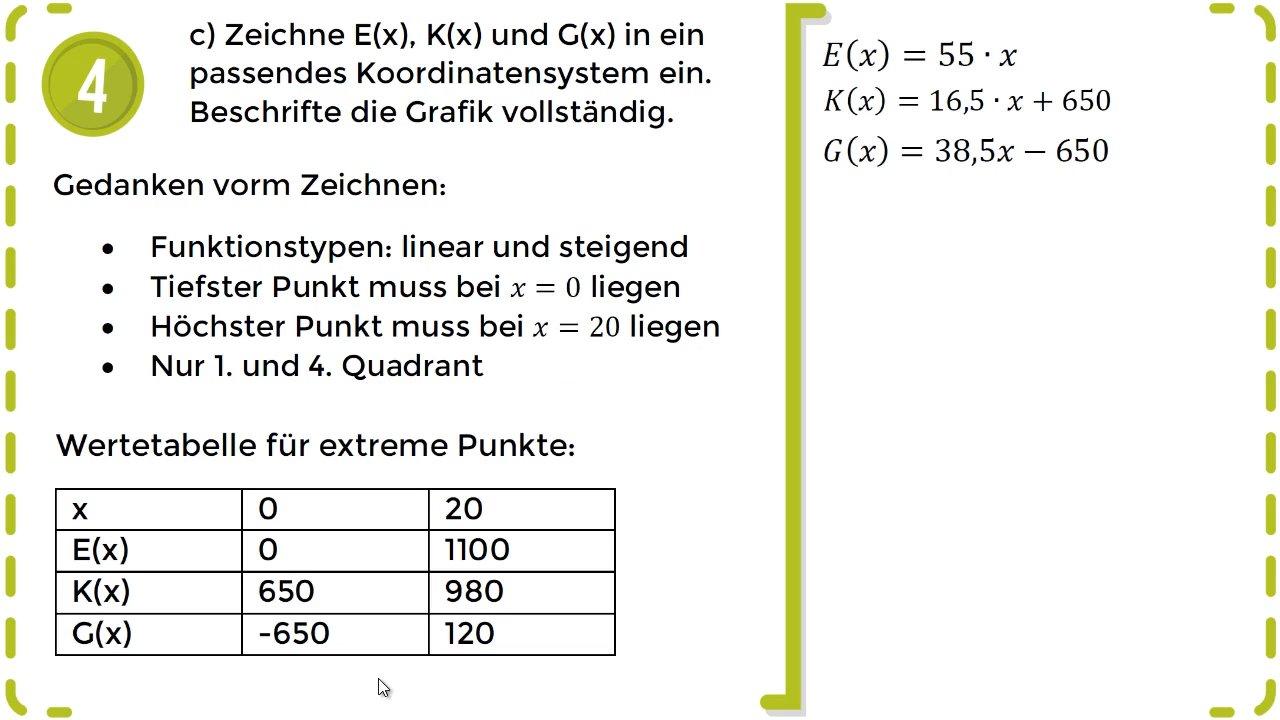 4
c) Zeichne E(x), K(x) und G(x) in ein
passendes Koordinatensystem ein.
Beschrifte die Grafik vollständig.
Gedanken vorm Zeichnen:
• Funktionstypen: linear und steigend
• Tiefster Punkt muss bei x = 0 liegen
• Höchster Punkt muss bei x = 20 liegen
• Nur 1. und 4. Quadrant
Wertetabelle für extreme Punkte:
x 0 20
E(x) 0 1100
K(x) 650 980
G(x) -650 120
E(x) = 55 · x
K(x) = 16,5 · x + 650
G(x) = 38,5x − 650